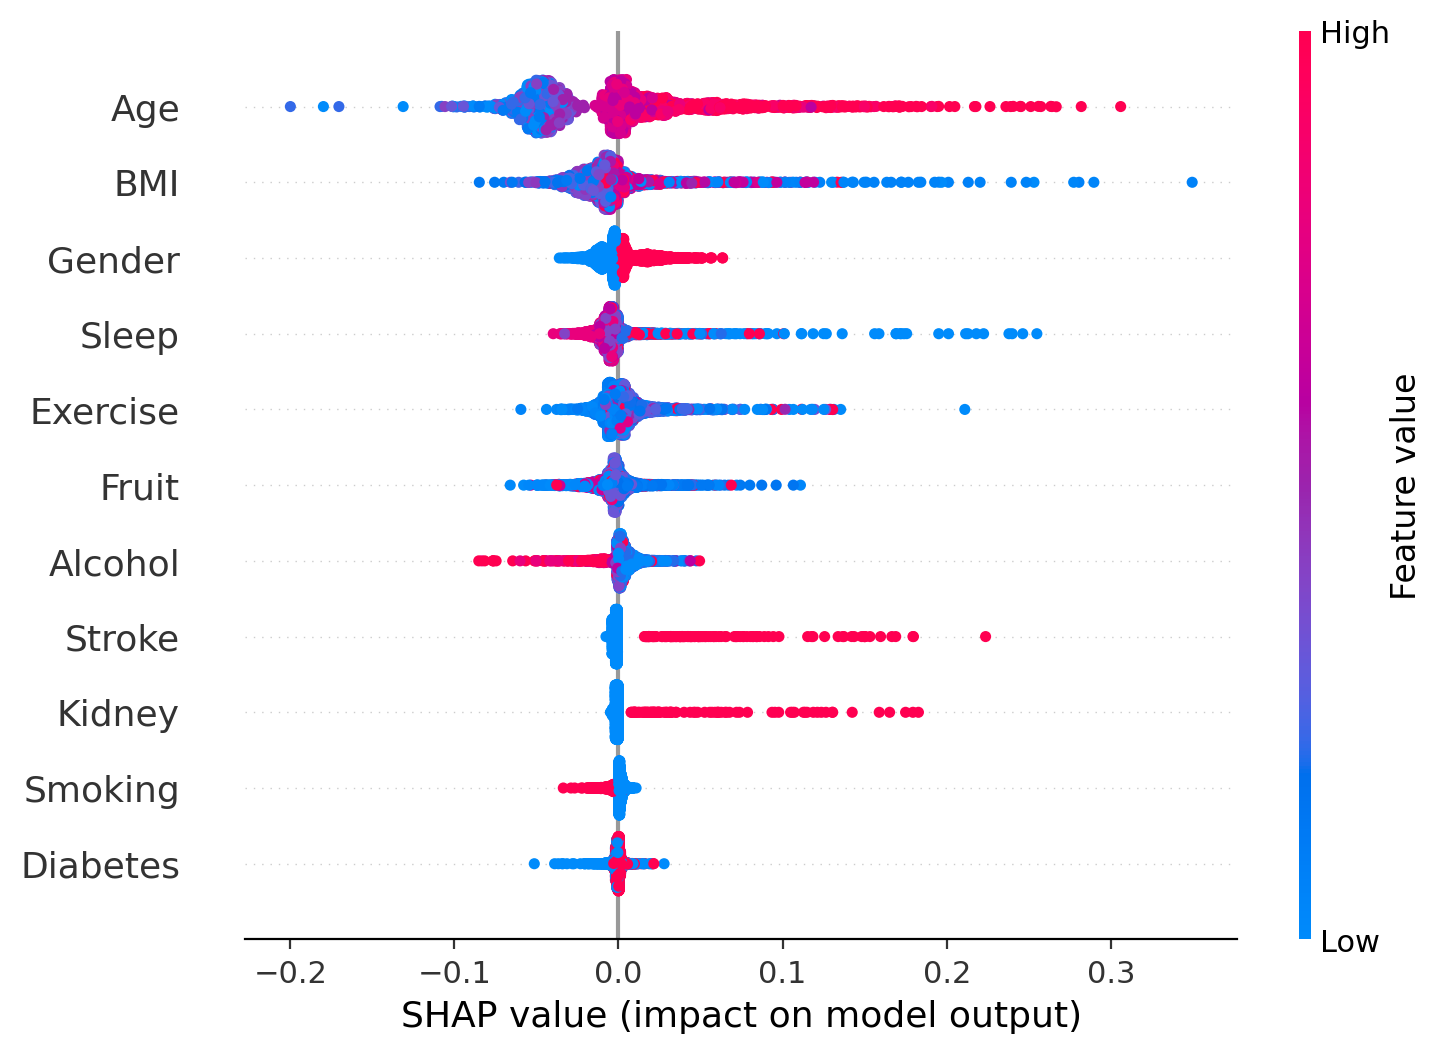 High
Age
BMI
Gender
Sleep
Exercise
Fruit
Alcohol
Stroke
Kidney
Smoking
Diabetes
Feature value
Low
−0.2 −0.1 0.0 0.1 0.2 0.3
SHAP value (impact on model output)